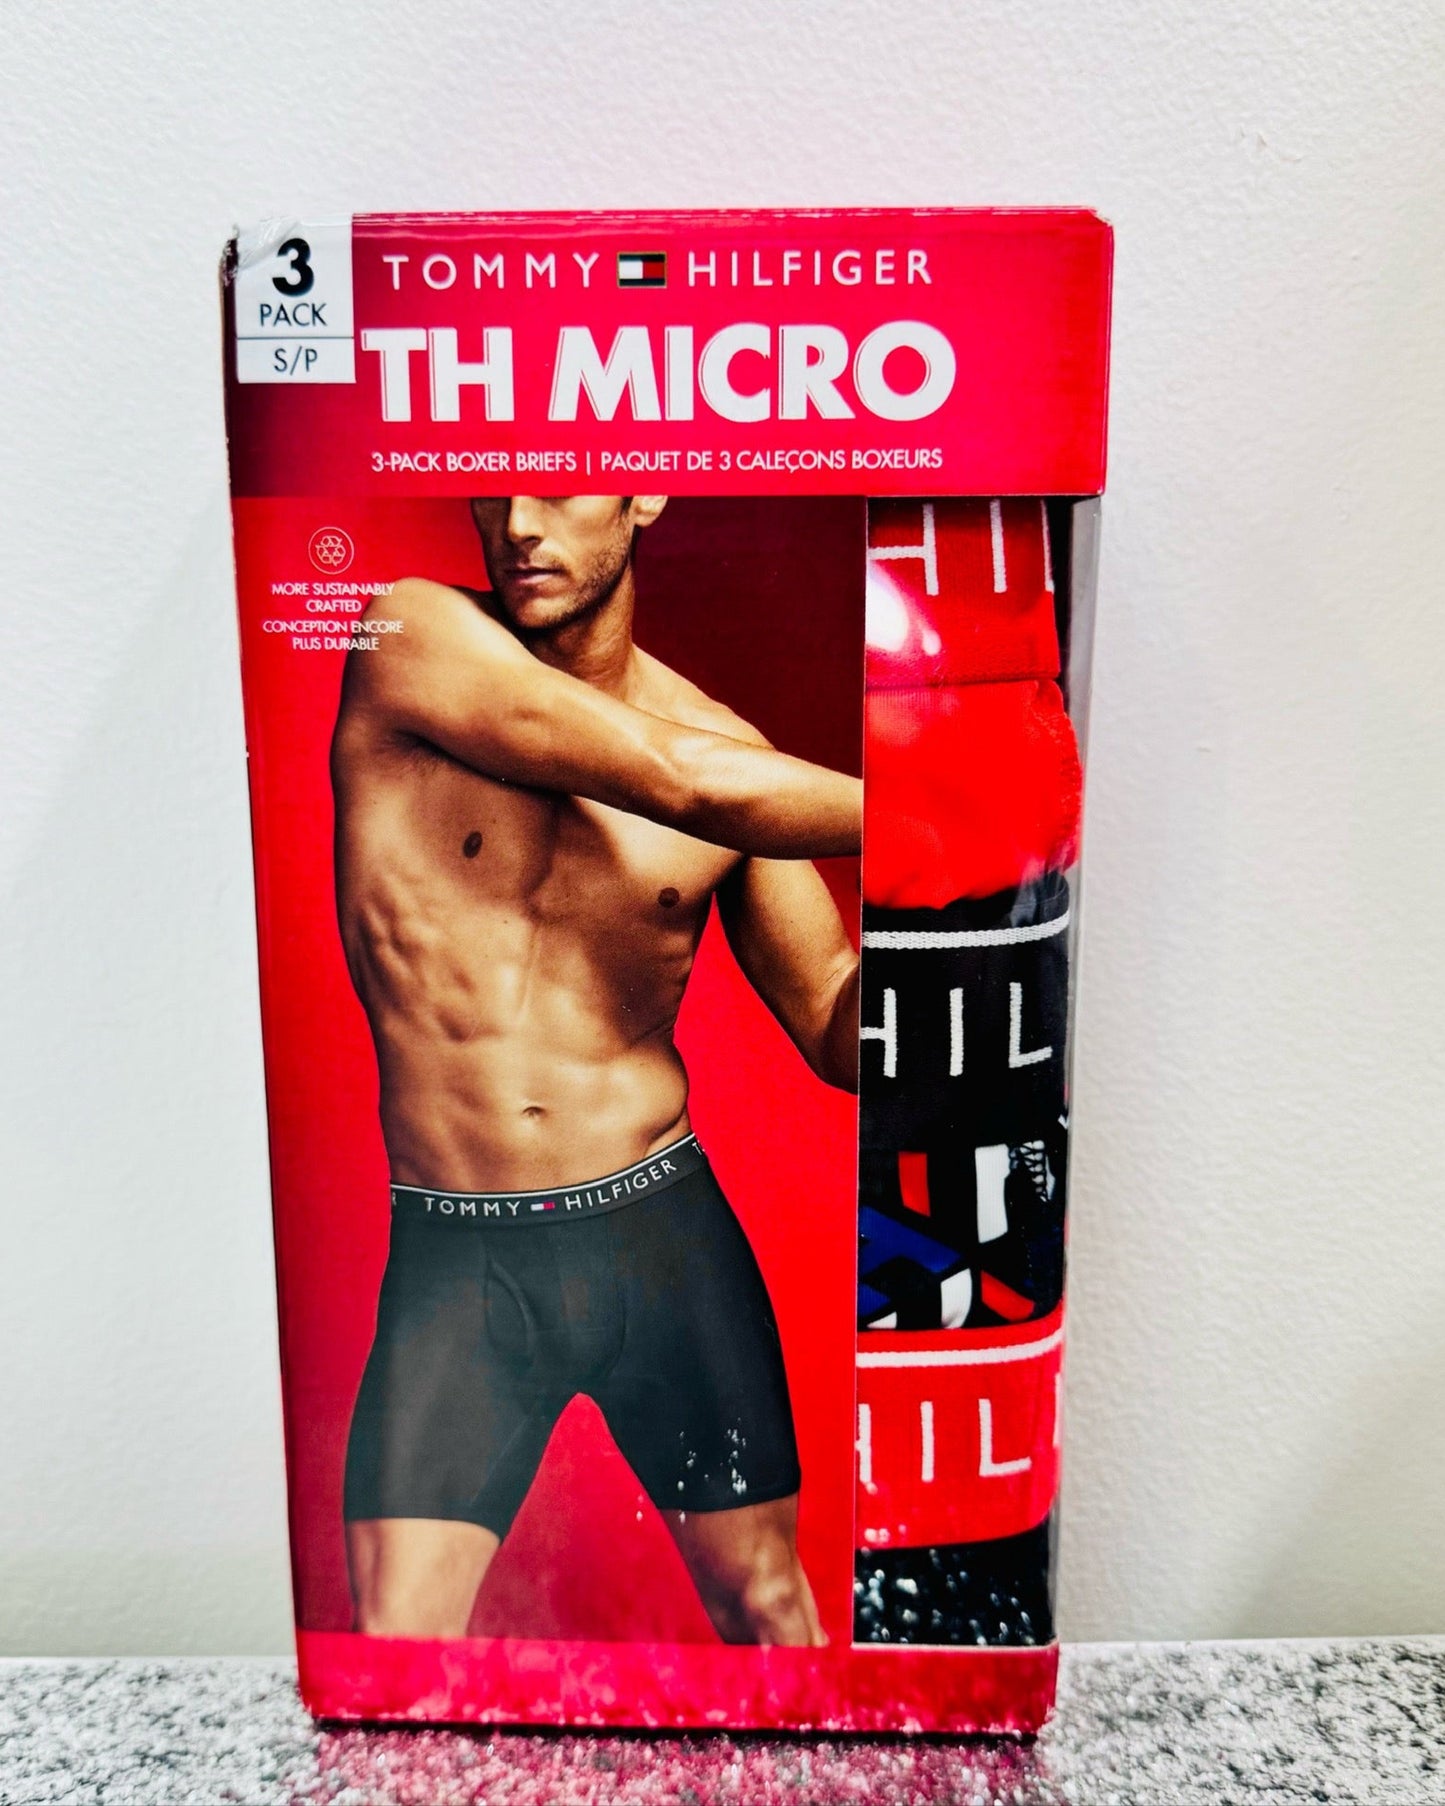 3
PACK
S/P
TOMMY HILFIGER
TH MICRO
3-PACK BOXER BRIEFS | PAQUET DE 3 CALEÇONS BOXEURS
MORE SUSTAINABLY
CRAFTED
CONCEPTION ENCORE
PLUS DURABLE
HIL
HIL
TOMMY HILFIGER
HIL